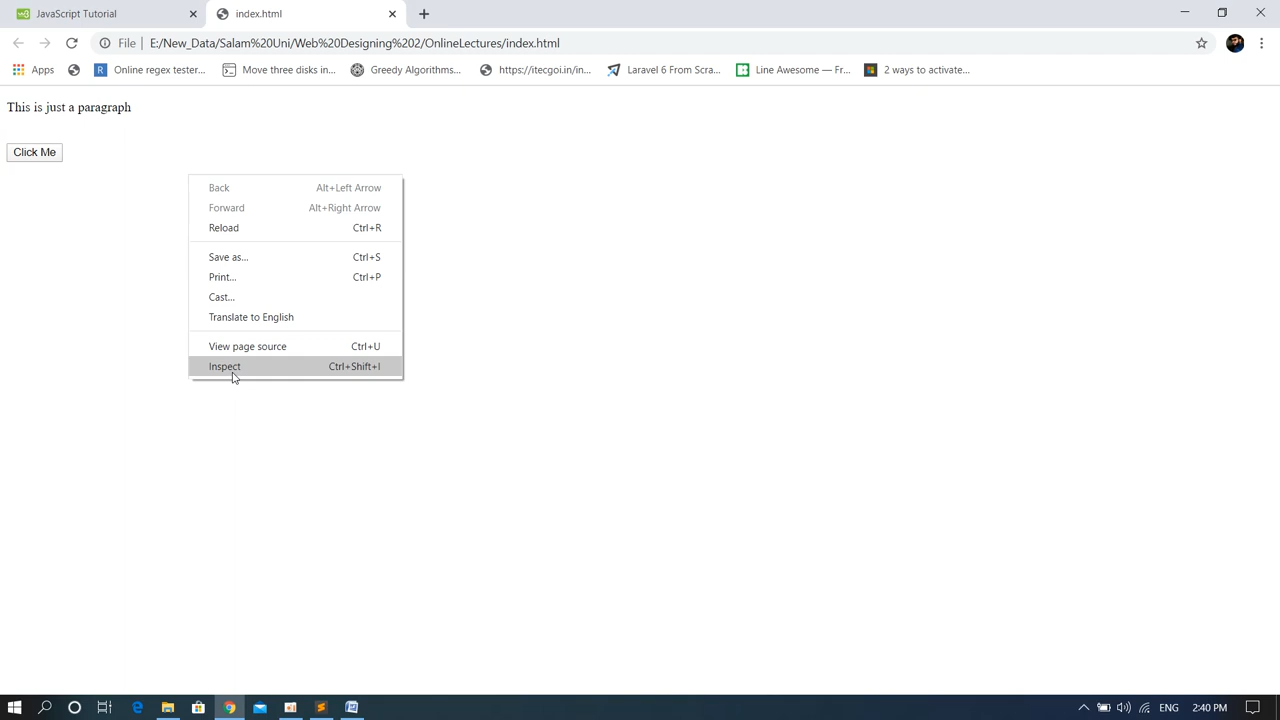 JavaScript Tutorial
index.html
File E:/New_Data/Salam%20Uni/Web%20Designing%202/OnlineLectures/index.html
Apps
Online regex tester...
Move three disks in...
Greedy Algorithms...
https://itecgoi.in/in...
Laravel 6 From Scra...
Line Awesome — Fr...
2 ways to activate...
This is just a paragraph
Click Me
Back Alt+Left Arrow
Forward Alt+Right Arrow
Reload Ctrl+R
Save as... Ctrl+S
Print... Ctrl+P
Cast...
Translate to English
View page source Ctrl+U
Inspect Ctrl+Shift+I
ENG 2:40 PM